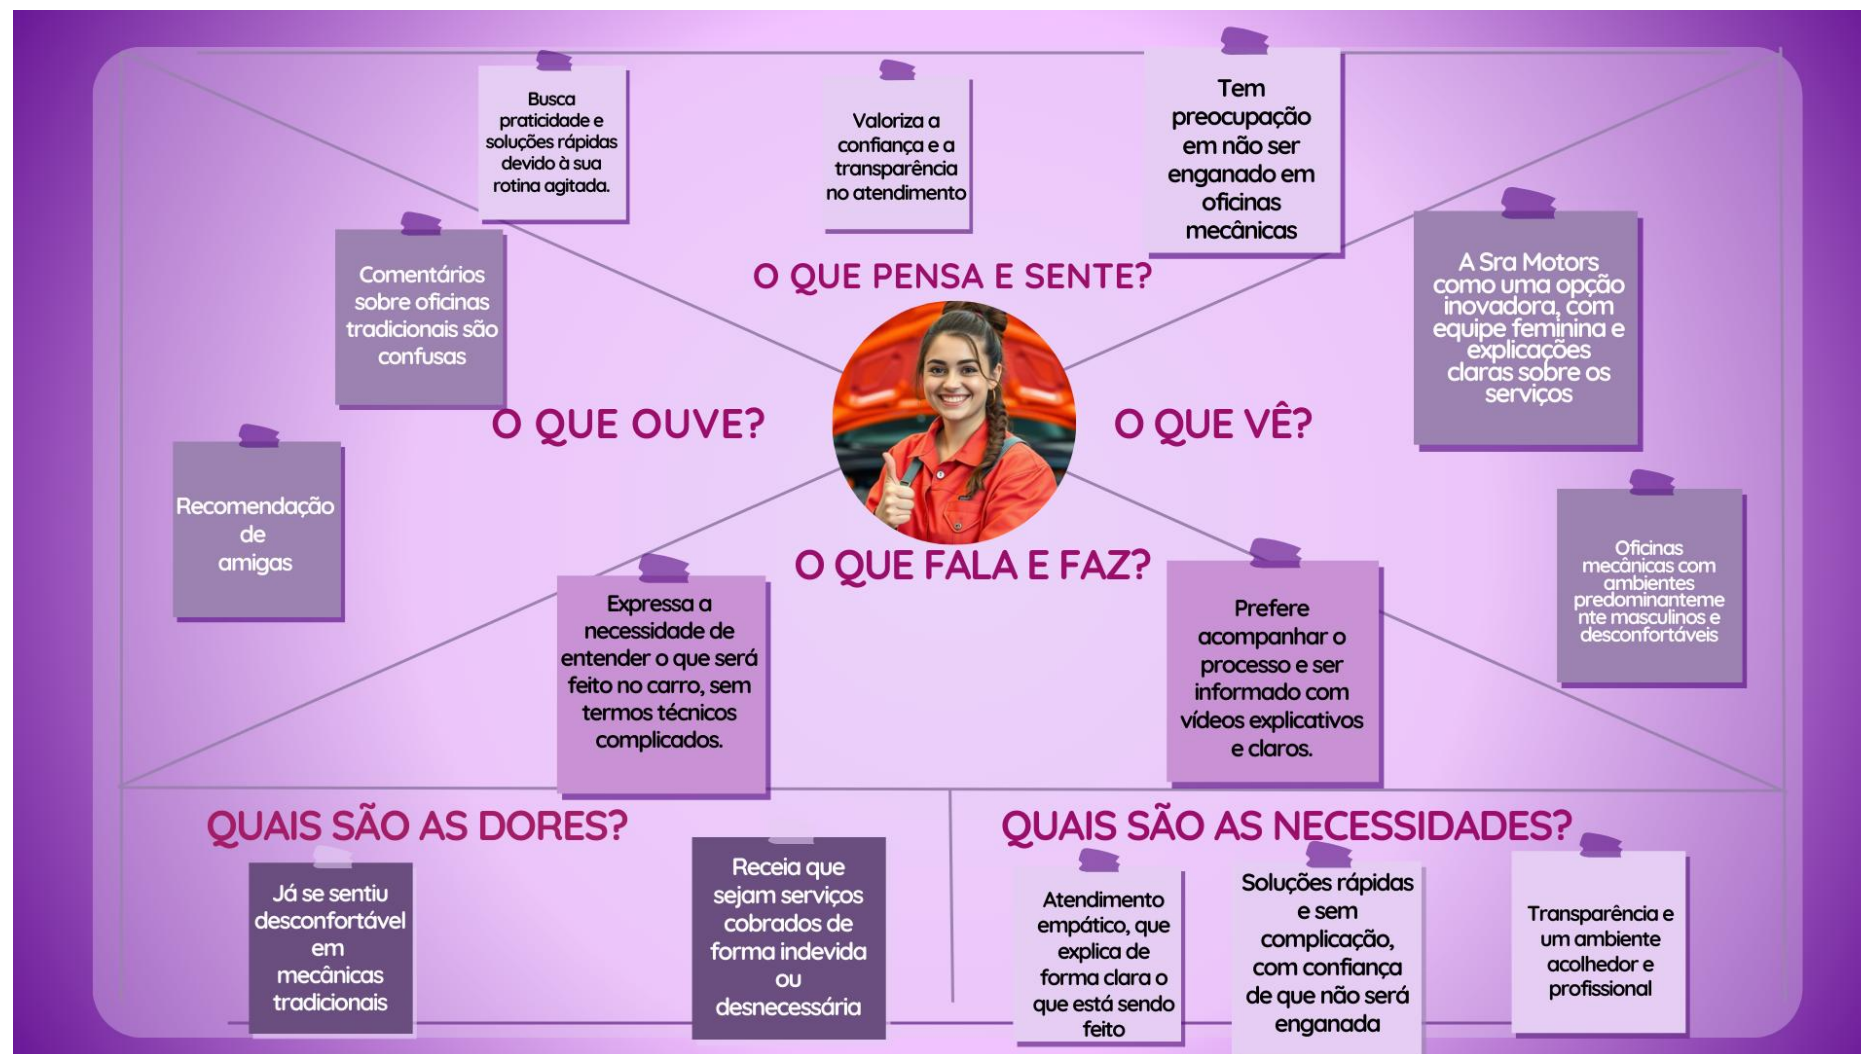 Busca
praticidade e
soluções rápidas
devido à sua
rotina agitada.
Valoriza a
confiança e a
transparência
no atendimento
Tem
preocupação
em não ser
enganado em
oficinas
mecânicas
O QUE PENSA E SENTE?
Comentários
sobre oficinas
tradicionais são
confusas
Recomendação
de
amigas
O QUE OUVE?
O QUE VÊ?
A Sra Motors
como uma opção
inovadora, com
equipe feminina e
explicações
claras sobre os
serviços
Oficinas
mecânicas com
ambientes
predominanteme
nte masculinos e
desconfortáveis
O QUE FALA E FAZ?
Expressa a
necessidade de
entender o que será
feito no carro, sem
termos técnicos
complicados.
Prefere
acompanhar o
processo e ser
informado com
vídeos explicativos
e claros.
QUAIS SÃO AS DORES?
Já se sentiu
desconfortável
em
mecânicas
tradicionais
Receia que
sejam serviços
cobrados de
forma indevida
ou
desnecessária
QUAIS SÃO AS NECESSIDADES?
Atendimento
empático, que
explica de
forma clara o
que está sendo
feito
Soluções rápidas
e sem
complicação,
com confiança
de que não será
enganada
Transparência e
um ambiente
acolhedor e
profissional